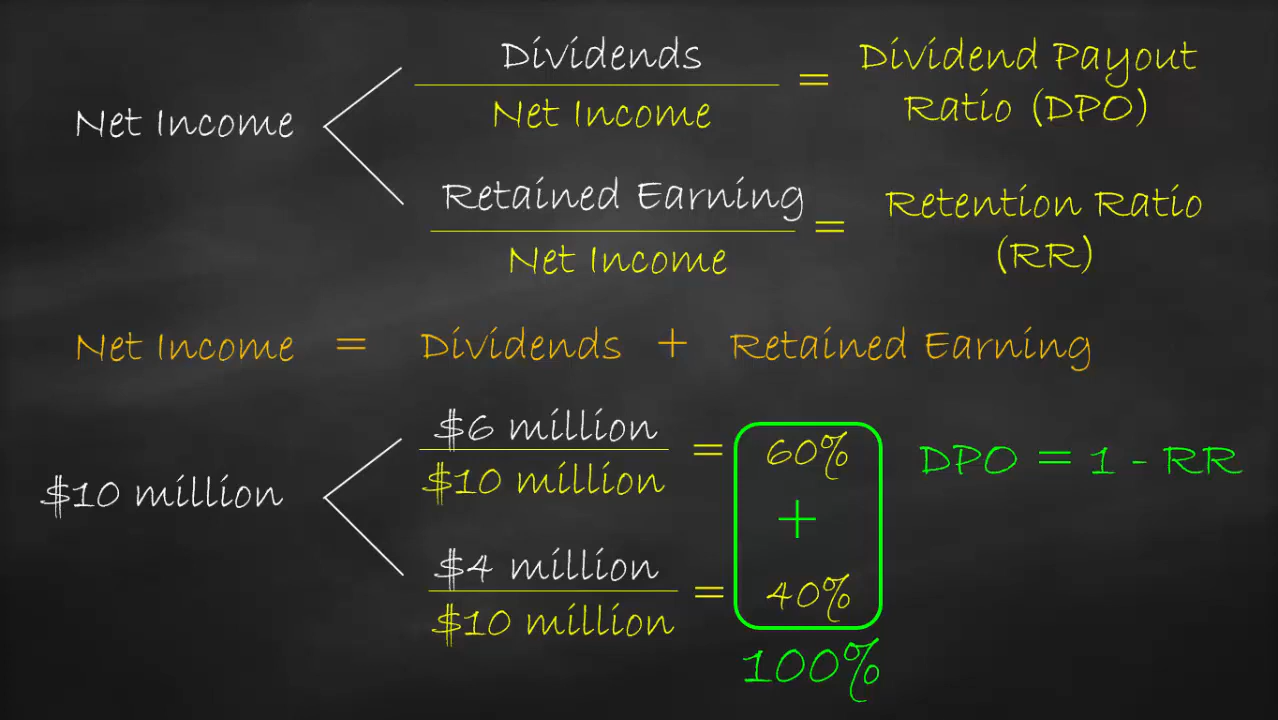 Net Income
Dividends
Net Income
= Dividend Payout
Ratio (DPO)
Retained Earning
Net Income
= Retention Ratio
(RR)
Net Income = Dividends + Retained Earning
$10 million
$6 million
$10 million
= 60%
+
$4 million
$10 million
= 40%
100%
DPO = 1 - RR